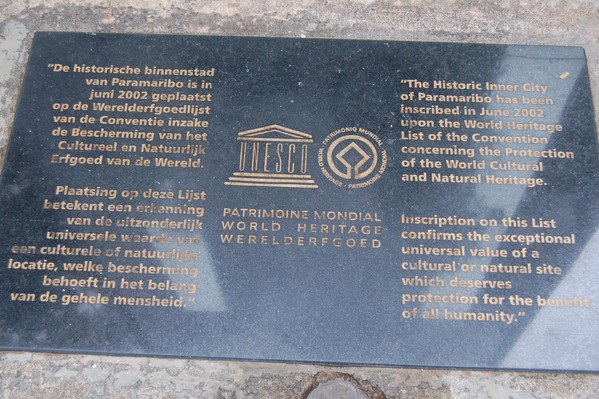 “De historische binnenstad
van Paramaribo is in
juni 2002 geplaatst
op de Werelderfgoedlijst
van de Conventie inzake
de Bescherming van het
Cultureel en Natuurlijk
Erfgoed van de Wereld.
Plaatsing op deze Lijst
betekent een erkenning
van de uitzonderlijk
universele waarde van
een culturele of natuurlijke
locatie, welke bescherming
behoeft in het belang
van de gehele mensheid.”
UNESCO
PATRIMONIO MUNDIAL
WORLD HERITAGE
PATRIMOINE MONDIAL
PATRIMOINE MONDIAL
WORLD HERITAGE
WERELDERFGOED
“The Historic Inner City
of Paramaribo has been
inscribed in June 2002
upon the World Heritage
List of the Convention
concerning the Protection
of the World Cultural
and Natural Heritage.
Inscription on this List
confirms the exceptional
universal value of a
cultural or natural site
which deserves
protection for the benefit
of all humanity.”